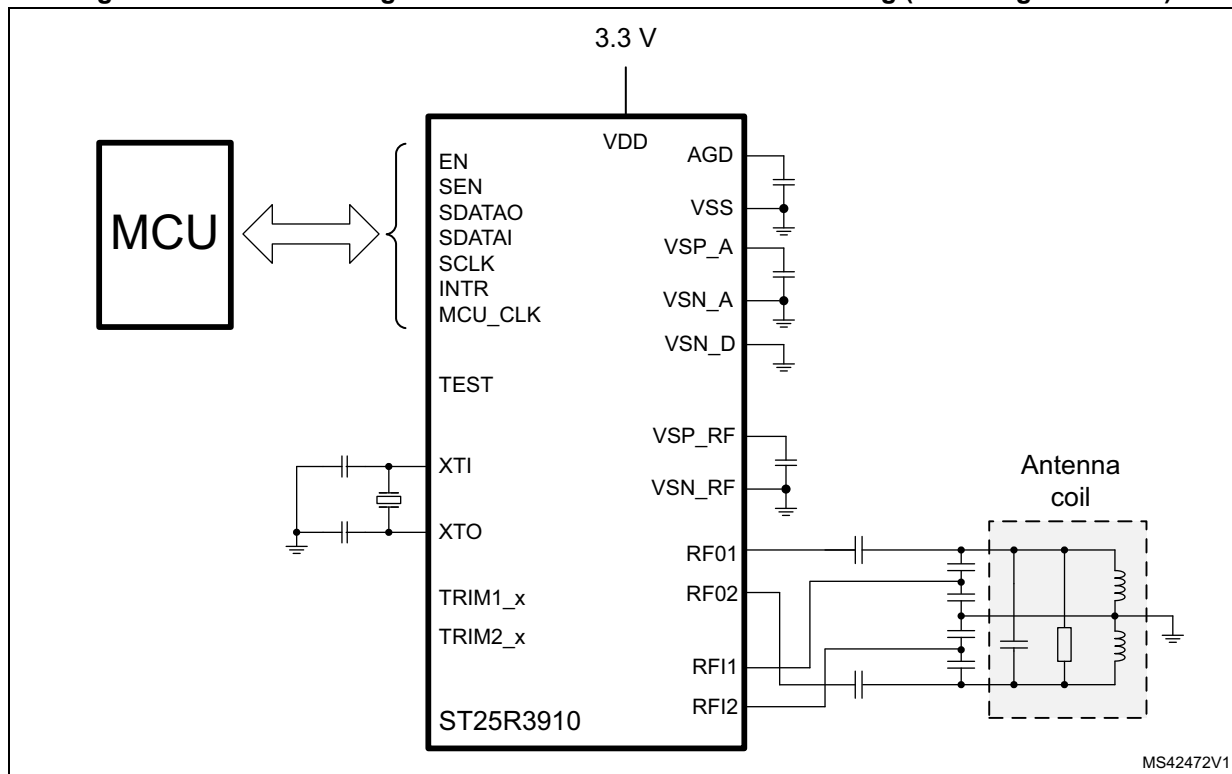 3.3 V
VDD
MCU
EN
SEN
SDATAO
SDATAI
SCLK
INTR
MCU_CLK
TEST
XTI
XTO
TRIM1_x
TRIM2_x
ST25R3910
AGD
VSS
VSP_A
VSN_A
VSN_D
VSP_RF
VSN_RF
RF01
RF02
RFI1
RFI2
Antenna
coil
MS42472V1